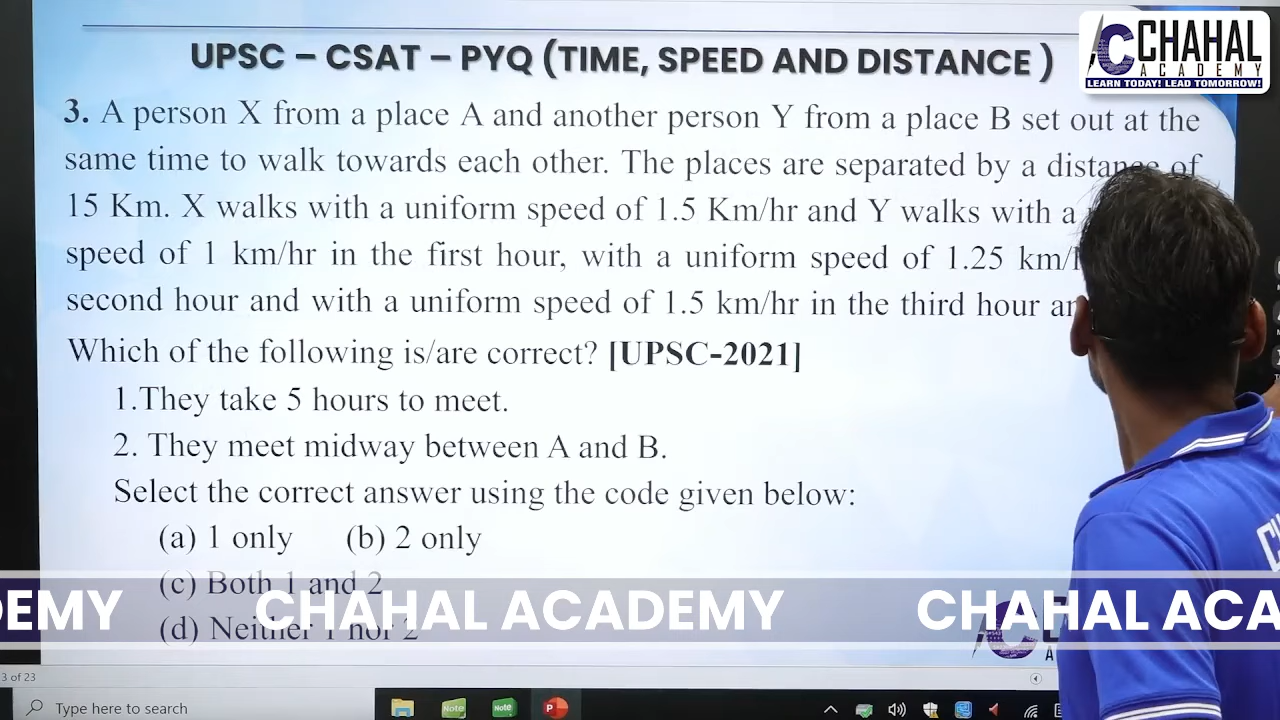 UPSC – CSAT – PYQ (TIME, SPEED AND DISTANCE )
CHAHAL
ACADEMY
LEARN TODAY! LEAD TOMORROW!
3. A person X from a place A and another person Y from a place B set out at the
same time to walk towards each other. The places are separated by a distance of
15 Km. X walks with a uniform speed of 1.5 Km/hr and Y walks with a
speed of 1 km/hr in the first hour, with a uniform speed of 1.25
second hour and with a uniform speed of 1.5 km/hr in the third hour
Which of the following is/are correct? [UPSC-2021]
1.They take 5 hours to meet.
2. They meet midway between A and B.
Select the correct answer using the code given below:
(a) 1 only (b) 2 only
(c) Both 1 and 2
(d) Neither 1 nor 2
CHAHAL ACADEMY
3 of 23
Type here to search